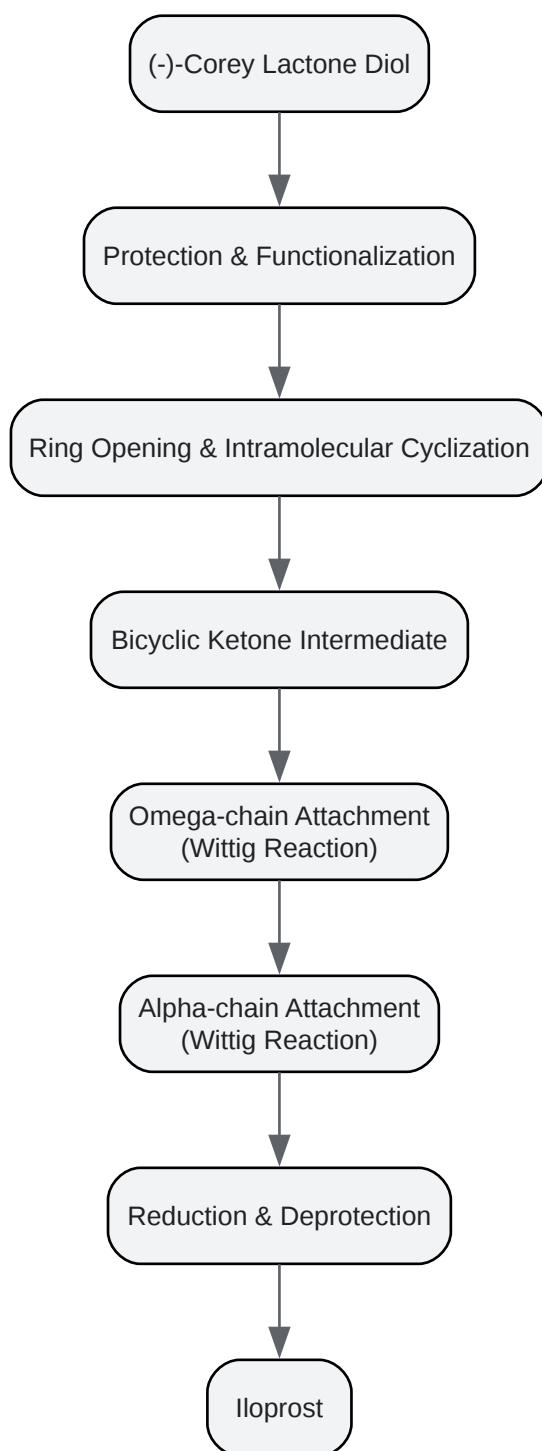 (-)-Corey Lactone Diol
Protection & Functionalization
Ring Opening & Intramolecular Cyclization
Bicyclic Ketone Intermediate
Omega-chain Attachment
(Wittig Reaction)
Alpha-chain Attachment
(Wittig Reaction)
Reduction & Deprotection
Iloprost